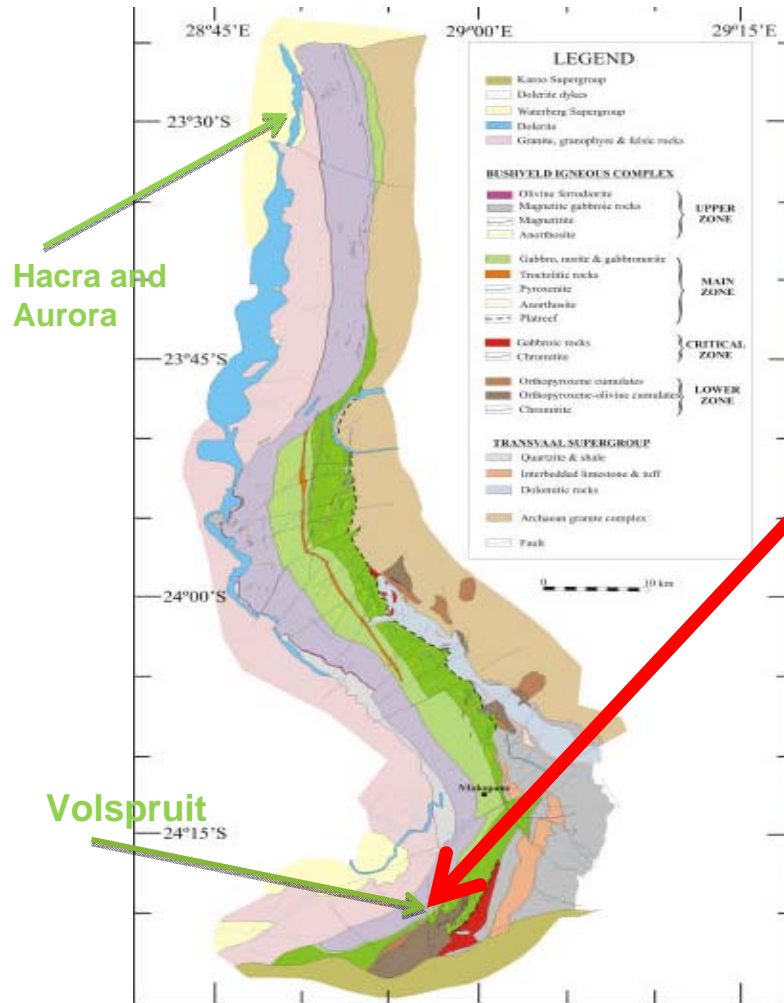 28°45'E
29°00'E
29°15'E
LEGEND
Karoo Supergroup
Dolerite dykes
Waterberg Supergroup
Dolerite
Granite, granophyre & felsic rocks
BUSHVELD IGNEOUS COMPLEX
Olivine ferrodiorite
Magnetite gabbroic rocks
Magnetitite
Anorthosite
UPPER
ZONE
Gabbro, norite & gabbronorite
Troctolitic rocks
Pyroxenite
Anorthosite
Platreef
MAIN
ZONE
Gabbroic rocks
Chromitite
CRITICAL
ZONE
Orthopyroxene cumulates
Orthopyroxene-olivine cumulates
Chromitite
LOWER
ZONE
TRANSVAAL SUPERGROUP
Quartzite & shale
Interbedded limestone & tuff
Dolomitic rocks
Archaean granite complex
Fault
0 10 km
23°30'S
Hacra and
Aurora
23°45'S
24°00'S
Mokopane
Volspruit
24°15'S